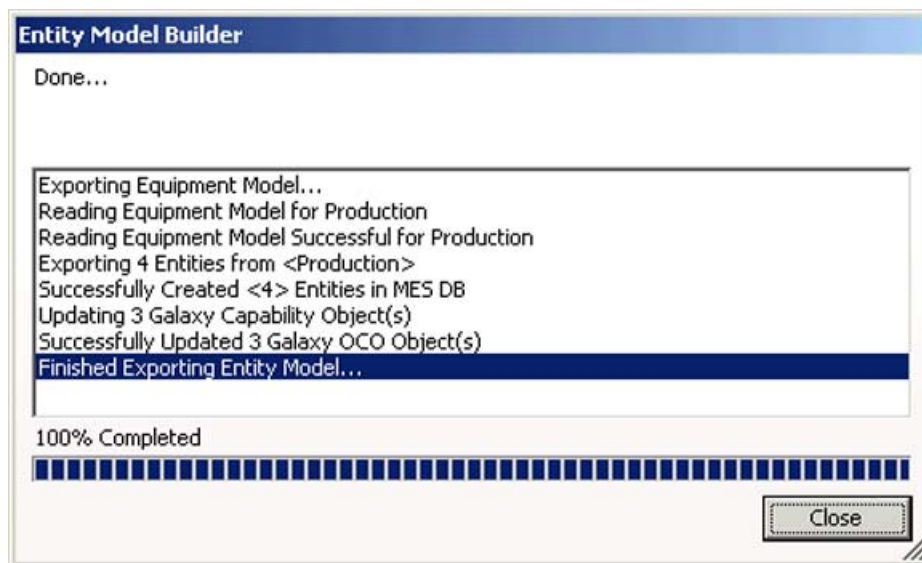 Entity Model Builder
Done...
Exporting Equipment Model...
Reading Equipment Model for Production
Reading Equipment Model Successful for Production
Exporting 4 Entities from <Production>
Successfully Created <4> Entities in MES DB
Updating 3 Galaxy Capability Object(s)
Successfully Updated 3 Galaxy OCO Object(s)
Finished Exporting Entity Model...
100% Completed
Close